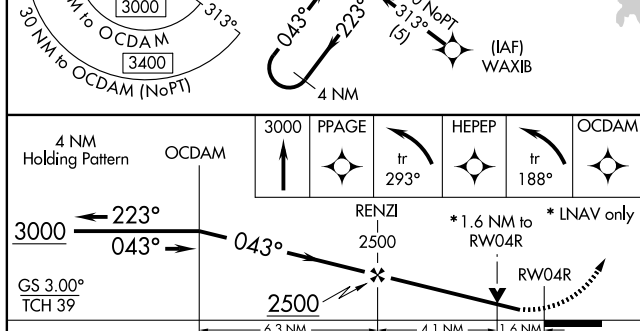 3000
NM to OCDAM
313°
3400
30 NM to OCDAM (NoPT)
043°
223°
NoPT
313°
(5)
(IAF)
WAXIB
4 NM
4 NM
Holding Pattern
OCDAM
3000
PPAGE
tr
293°
HEPEP
tr
188°
OCDAM
3000
223°
043°
043°
RENZI
2500
*1.6 NM to
RW04R
* LNAV only
RW04R
GS 3.00°
TCH 39
2500
6.3 NM
4.1 NM
1.6 NM